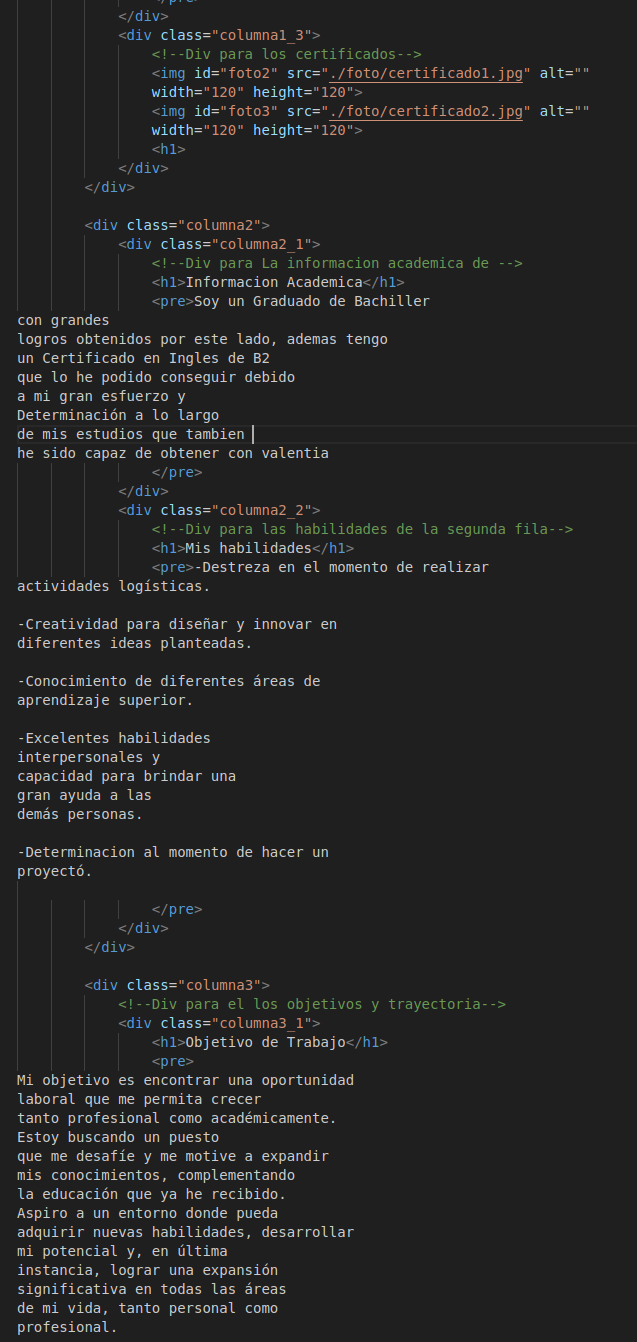 </pre>
</div>
<div class="columna1_3">
<!--Div para los certificados-->
<img id="foto2" src="./foto/certificado1.jpg" alt=""
width="120" height="120">
<img id="foto3" src="./foto/certificado2.jpg" alt=""
width="120" height="120">
<h1>
</div>
</div>
<div class="columna2">
<div class="columna2_1">
<!--Div para La informacion academica de -->
<h1>Informacion Academica</h1>
<pre>Soy un Graduado de Bachiller
con grandes
logros obtenidos por este lado, ademas tengo
un Certificado en Ingles de B2
que lo he podido conseguir debido
a mi gran esfuerzo y
Determinación a lo largo
de mis estudios que tambien
he sido capaz de obtener con valentia
</pre>
</div>
<div class="columna2_2">
<!--Div para las habilidades de la segunda fila-->
<h1>Mis habilidades</h1>
<pre>-Destreza en el momento de realizar
actividades logísticas.
-Creatividad para diseñar y innovar en
diferentes ideas planteadas.
-Conocimiento de diferentes áreas de
aprendizaje superior.
-Excelentes habilidades
interpersonales y
capacidad para brindar una
gran ayuda a las
demás personas.
-Determinacion al momento de hacer un
proyectó.
</pre>
</div>
</div>
<div class="columna3">
<!--Div para el los objetivos y trayectoria-->
<div class="columna3_1">
<h1>Objetivo de Trabajo</h1>
<pre>
Mi objetivo es encontrar una oportunidad
laboral que me permita crecer
tanto profesional como académicamente.
Estoy buscando un puesto
que me desafíe y me motive a expandir
mis conocimientos, complementando
la educación que ya he recibido.
Aspiro a un entorno donde pueda
adquirir nuevas habilidades, desarrollar
mi potencial y, en última
instancia, lograr una expansión
significativa en todas las áreas
de mi vida, tanto personal como
profesional.